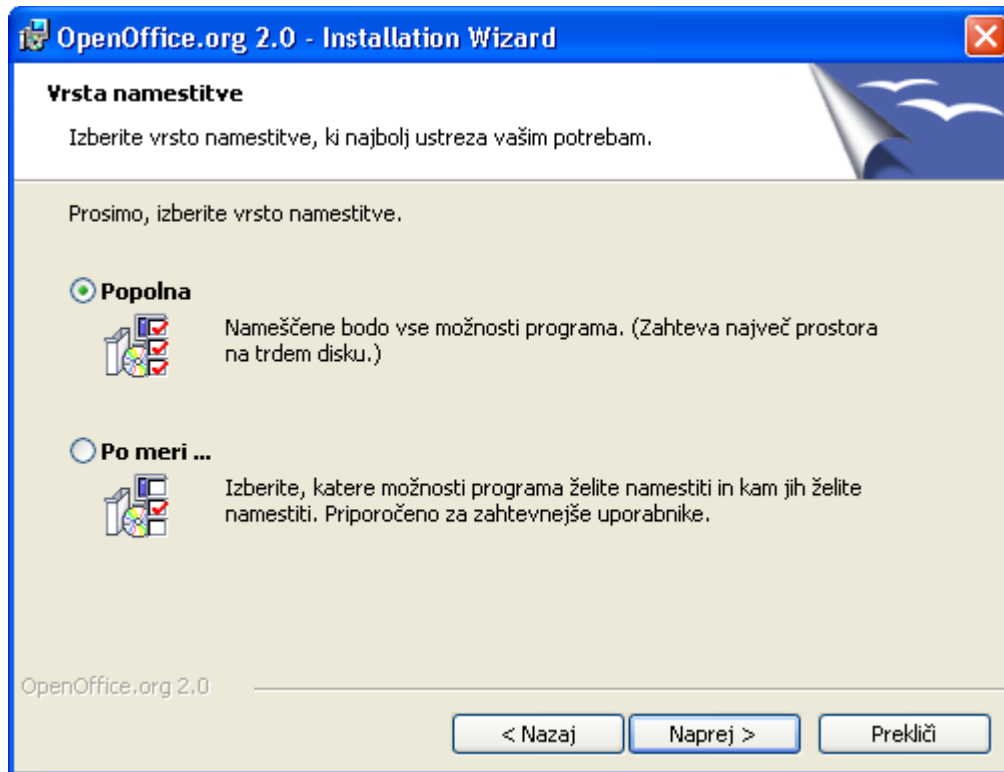 OpenOffice.org 2.0 - Installation Wizard
Vrsta namestitve
Izberite vrsto namestitve, ki najbolj ustreza vašim potrebam.
Prosimo, izberite vrsto namestitve.
Popolna
Nameščene bodo vse možnosti programa. (Zahteva največ prostora
na trdem disku.)
Po meri ...
Izberite, katere možnosti programa želite namestiti in kam jih želite
namestiti. Priporočeno za zahtevnejše uporabnike.
OpenOffice.org 2.0
< Nazaj
Naprej >
Prekliči